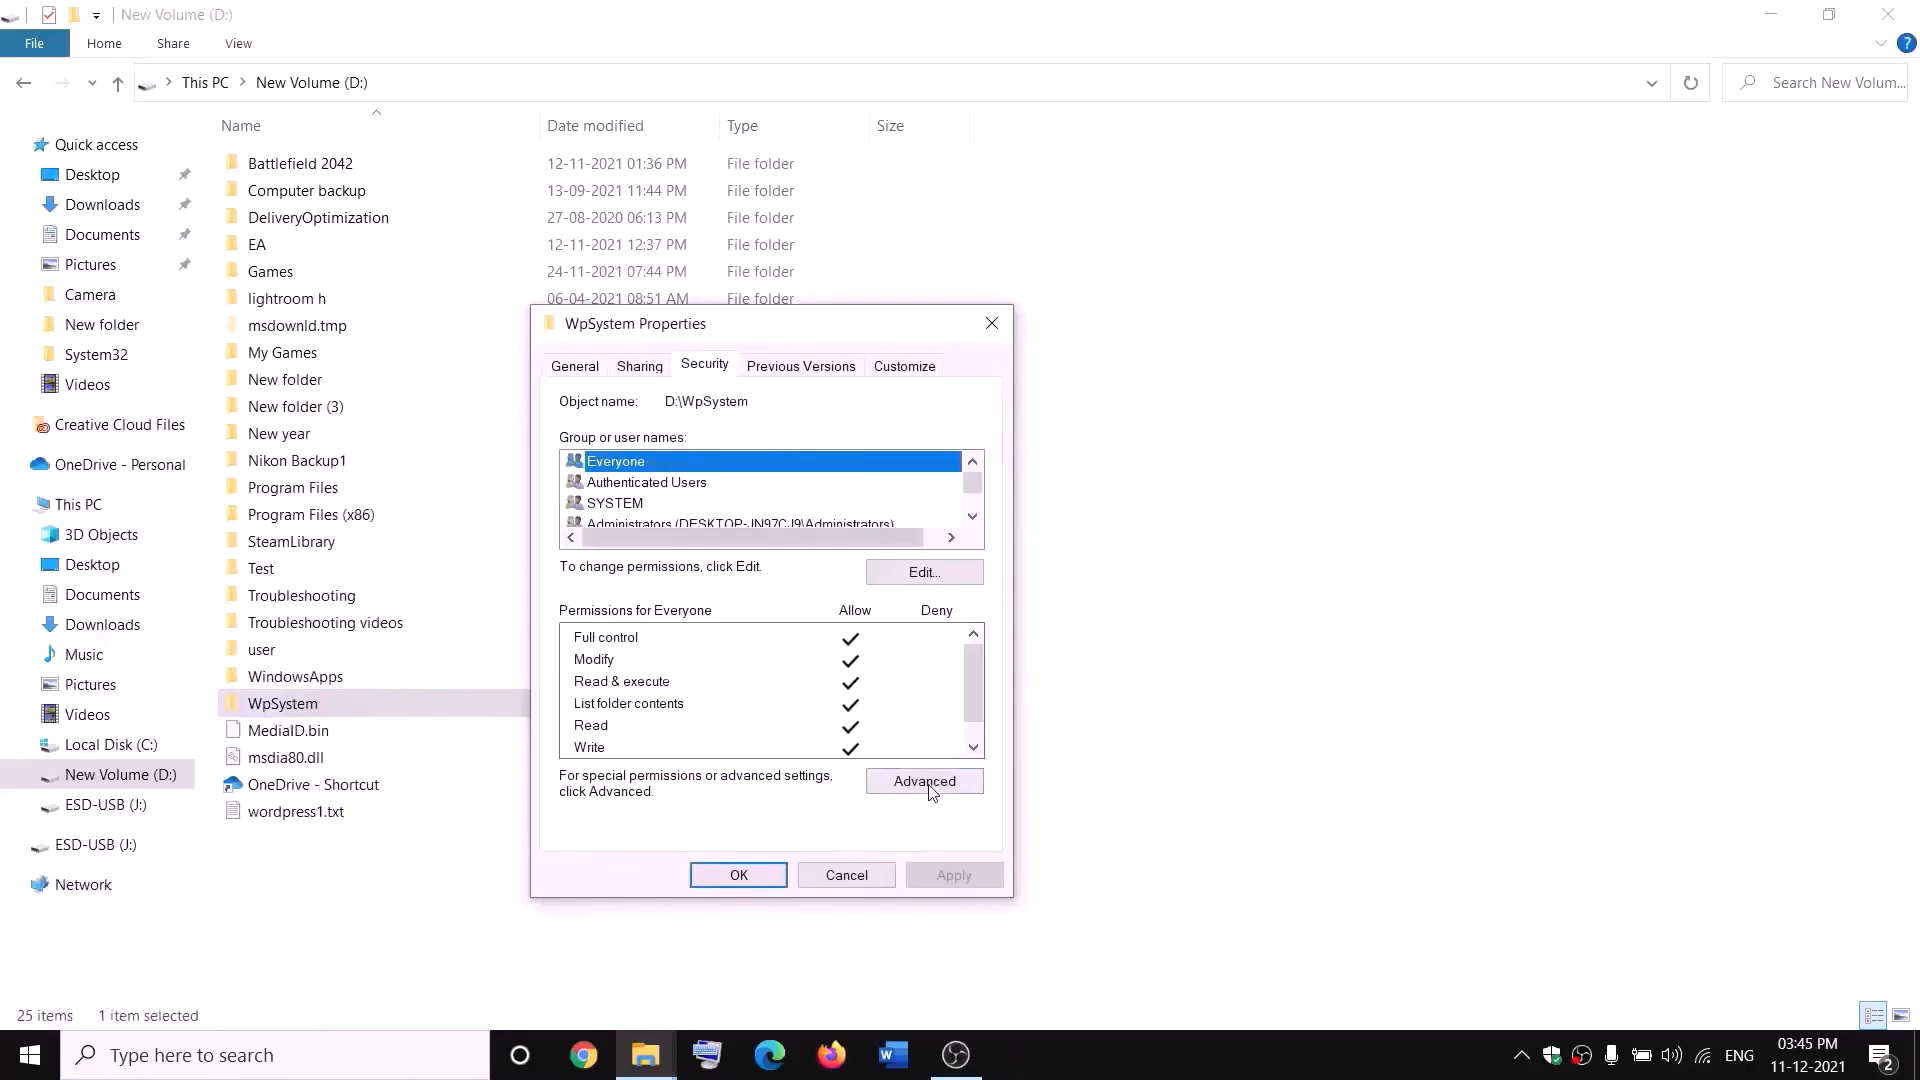 New Volume (D:)
File Home Share View
This PC New Volume (D:)
Search New Volum...
Name Date modified Type Size
Quick access
Desktop
Downloads
Documents
Pictures
Camera
New folder
System32
Videos
Creative Cloud Files
OneDrive - Personal
This PC
3D Objects
Desktop
Documents
Downloads
Music
Pictures
Videos
Local Disk (C:)
New Volume (D:)
ESD-USB (J:)
ESD-USB (J:)
Network
Battlefield 2042 12-11-2021 01:36 PM File folder
Computer backup 13-09-2021 11:44 PM File folder
DeliveryOptimization 27-08-2020 06:13 PM File folder
EA 12-11-2021 12:37 PM File folder
Games 24-11-2021 07:44 PM File folder
lightroom h 06-04-2021 08:51 AM File folder
msdownld.tmp
My Games
New folder
New folder (3)
New year
Nikon Backup1
Program Files
Program Files (x86)
SteamLibrary
Test
Troubleshooting
Troubleshooting videos
user
WindowsApps
WpSystem
MediaID.bin
msdia80.dll
OneDrive - Shortcut
wordpress1.txt
WpSystem Properties
General Sharing Security Previous Versions Customize
Object name: D:\WpSystem
Group or user names:
Everyone
Authenticated Users
SYSTEM
Administrators (DESKTOP-JN97CJ9\Administrators)
To change permissions, click Edit.
Edit...
Permissions for Everyone Allow Deny
Full control
Modify
Read & execute
List folder contents
Read
Write
For special permissions or advanced settings,
click Advanced.
Advanced
OK Cancel Apply
25 items 1 item selected
Type here to search
ENG
03:45 PM
11-12-2021
2